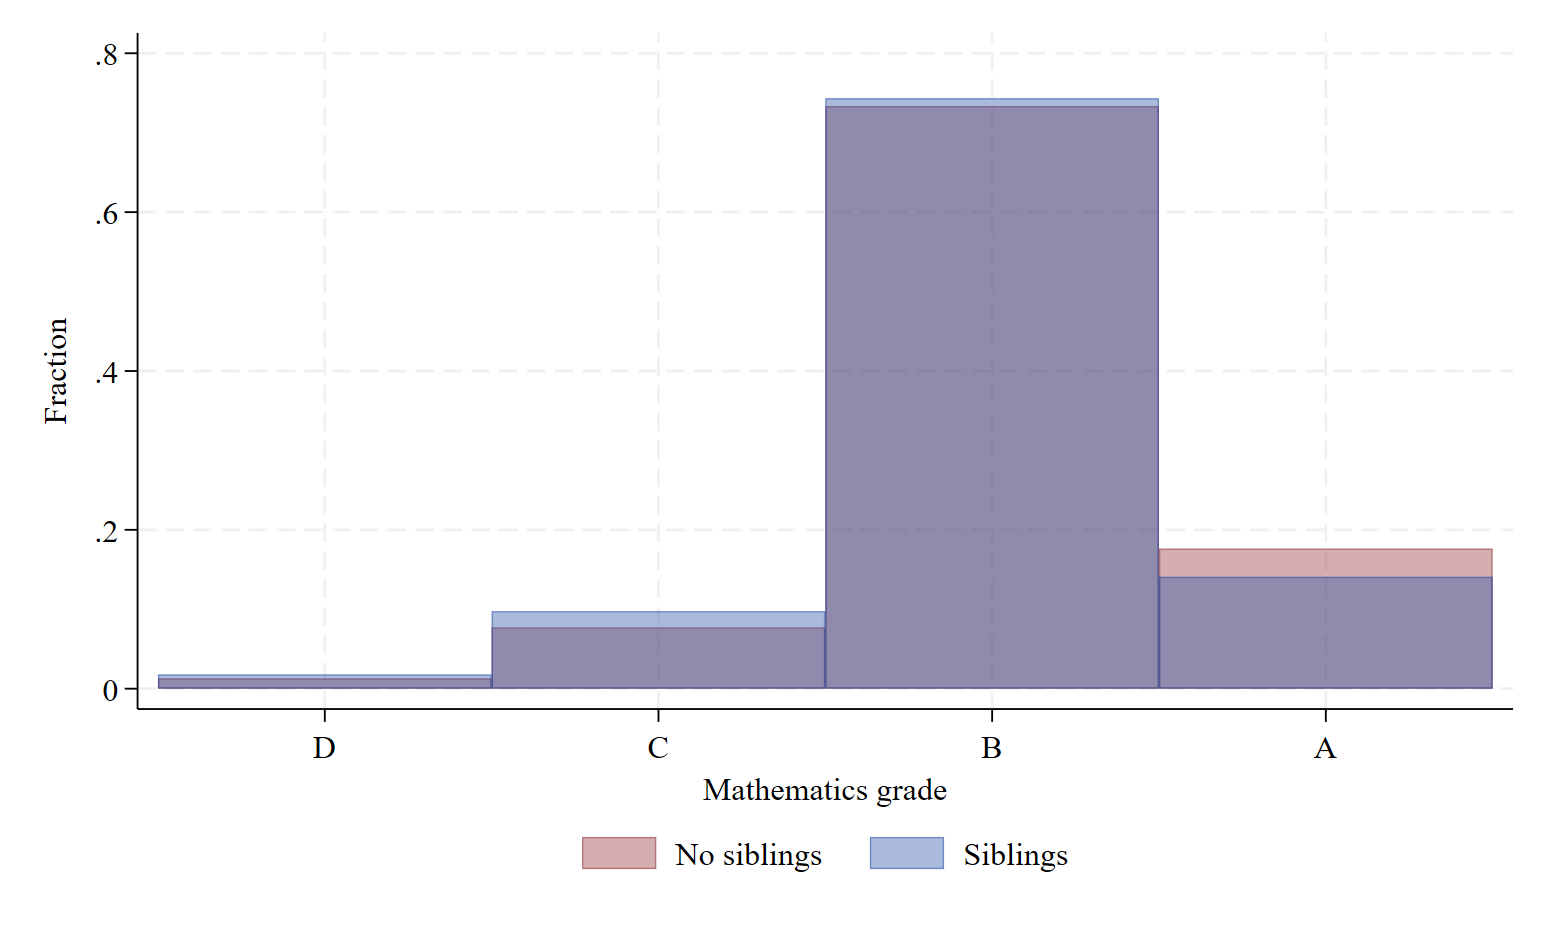 .8
.6
.4
.2
0
Fraction
D C B A
Mathematics grade
No siblings Siblings